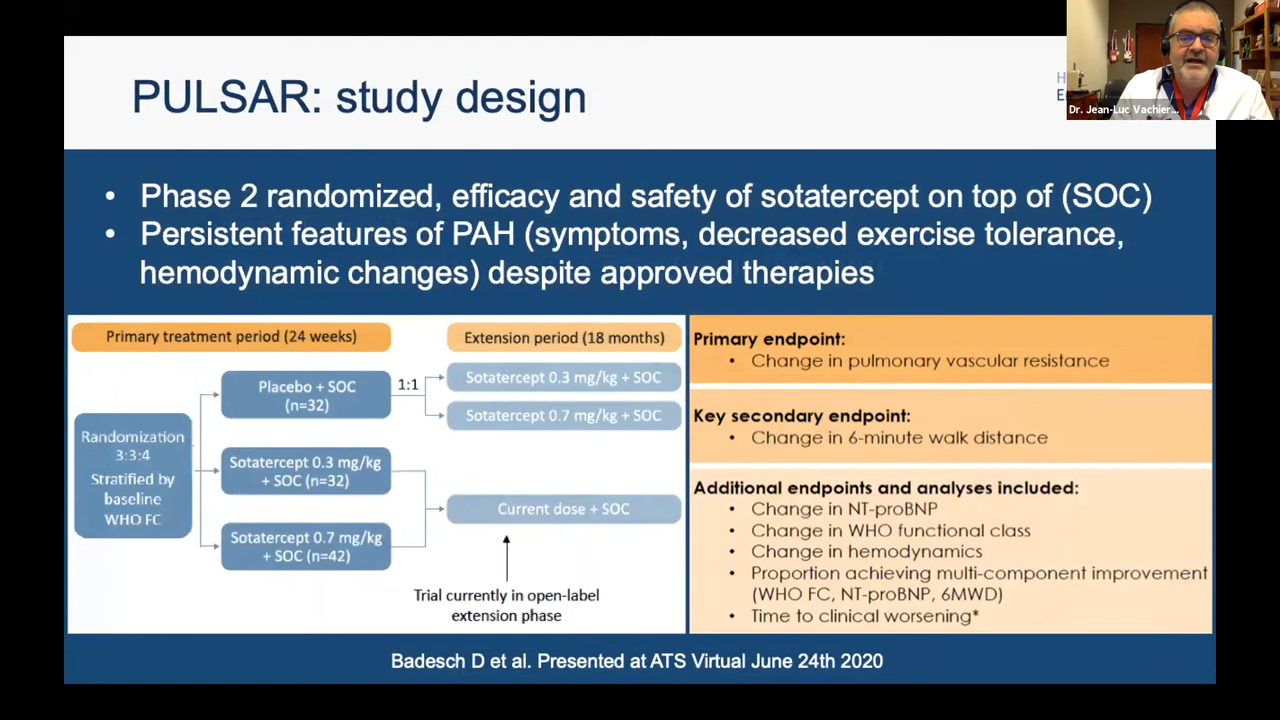 PULSAR: study design
H
E
Dr. Jean-Luc Vachier...
• Phase 2 randomized, efficacy and safety of sotatercept on top of (SOC)
• Persistent features of PAH (symptoms, decreased exercise tolerance,
hemodynamic changes) despite approved therapies
Primary treatment period (24 weeks)
Extension period (18 months)
Randomization
3:3:4
Stratified by
baseline
WHO FC
Placebo + SOC
(n=32)
Sotatercept 0.3 mg/kg
+ SOC (n=32)
Sotatercept 0.7 mg/kg
+ SOC (n=42)
1:1
Sotatercept 0.3 mg/kg + SOC
Sotatercept 0.7 mg/kg + SOC
Current dose + SOC
Trial currently in open-label
extension phase
Primary endpoint:
• Change in pulmonary vascular resistance
Key secondary endpoint:
• Change in 6-minute walk distance
Additional endpoints and analyses included:
• Change in NT-proBNP
• Change in WHO functional class
• Change in hemodynamics
• Proportion achieving multi-component improvement
(WHO FC, NT-proBNP, 6MWD)
• Time to clinical worsening*
Badesch D et al. Presented at ATS Virtual June 24th 2020